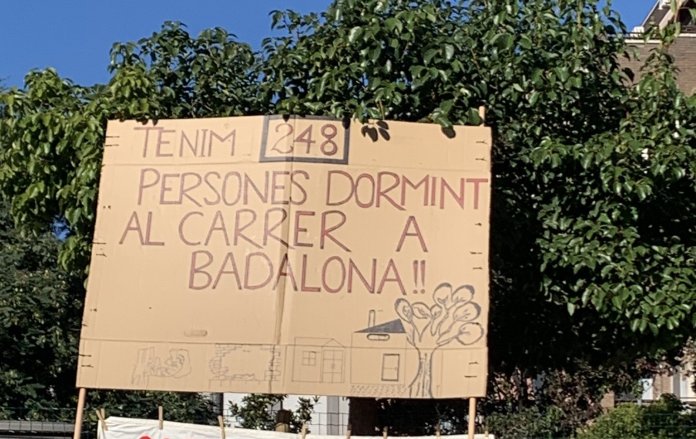 TENIM 248
PERSONES DORMINT
AL CARRER A
BADALONA!!